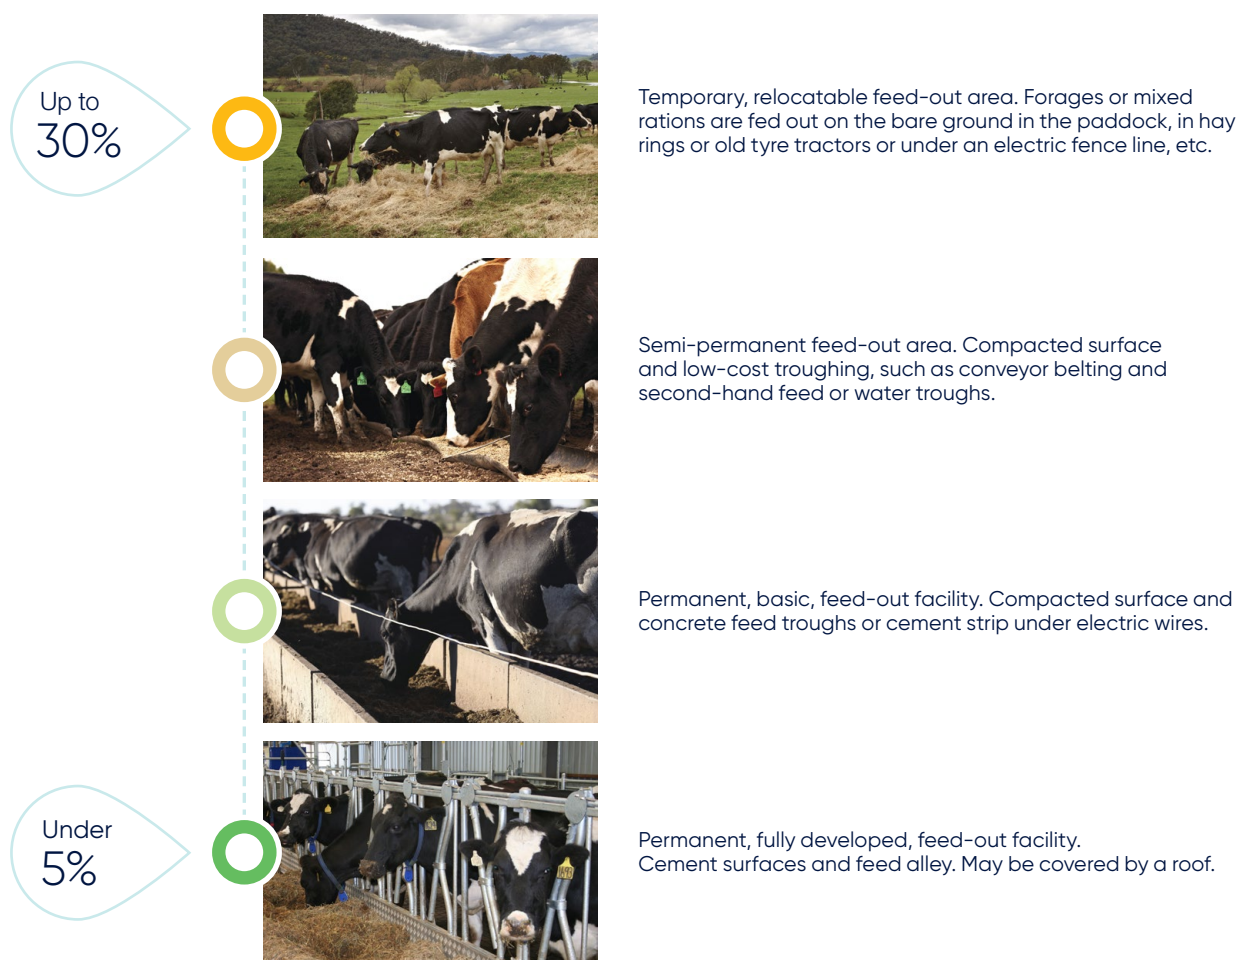 Up to
30%
Temporary, relocatable feed-out area. Forages or mixed
rations are fed out on the bare ground in the paddock, in hay
rings or old tyre tractors or under an electric fence line, etc.
Semi-permanent feed-out area. Compacted surface
and low-cost troughing, such as conveyor belting and
second-hand feed or water troughs.
Permanent, basic, feed-out facility. Compacted surface and
concrete feed troughs or cement strip under electric wires.
Under
5%
Permanent, fully developed, feed-out facility.
Cement surfaces and feed alley. May be covered by a roof.